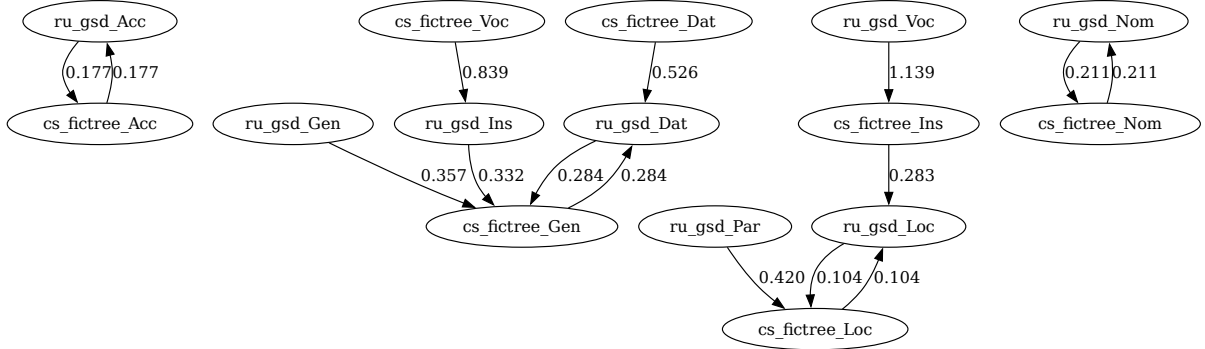 ru_gsd_Acc
cs_fictree_Voc
cs_fictree_Dat
ru_gsd_Voc
ru_gsd_Nom
0.177
0.177
0.839
0.526
1.139
0.211
0.211
cs_fictree_Acc
ru_gsd_Gen
ru_gsd_Ins
ru_gsd_Dat
cs_fictree_Ins
cs_fictree_Nom
0.357
0.332
0.284
0.284
0.283
cs_fictree_Gen
ru_gsd_Par
ru_gsd_Loc
0.420
0.104
0.104
cs_fictree_Loc